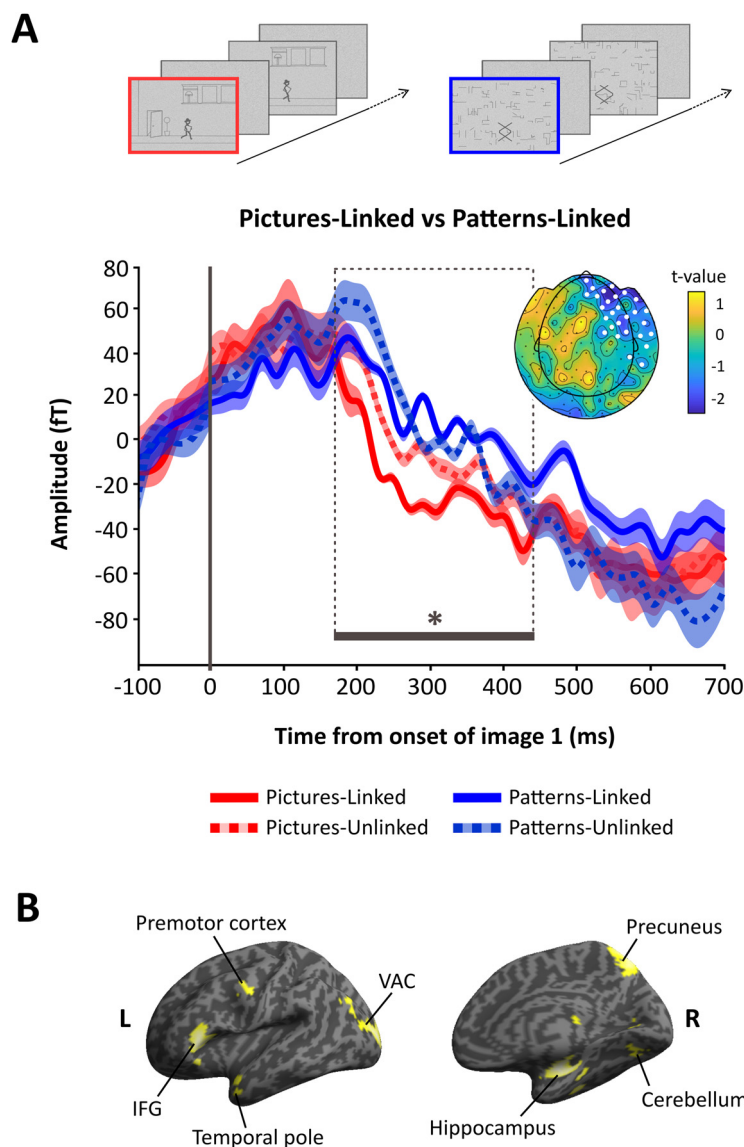 A
Pictures-Linked vs Patterns-Linked
t-value
1
0
-1
-2
Amplitude (fT)
80
60
40
20
0
-20
-40
-60
-80
*
-100 0 100 200 300 400 500 600 700
Time from onset of image 1 (ms)
Pictures-Linked Patterns-Linked
Pictures-Unlinked Patterns-Unlinked
B
Premotor cortex Precuneus
VAC
L R
IFG Cerebellum
Temporal pole Hippocampus